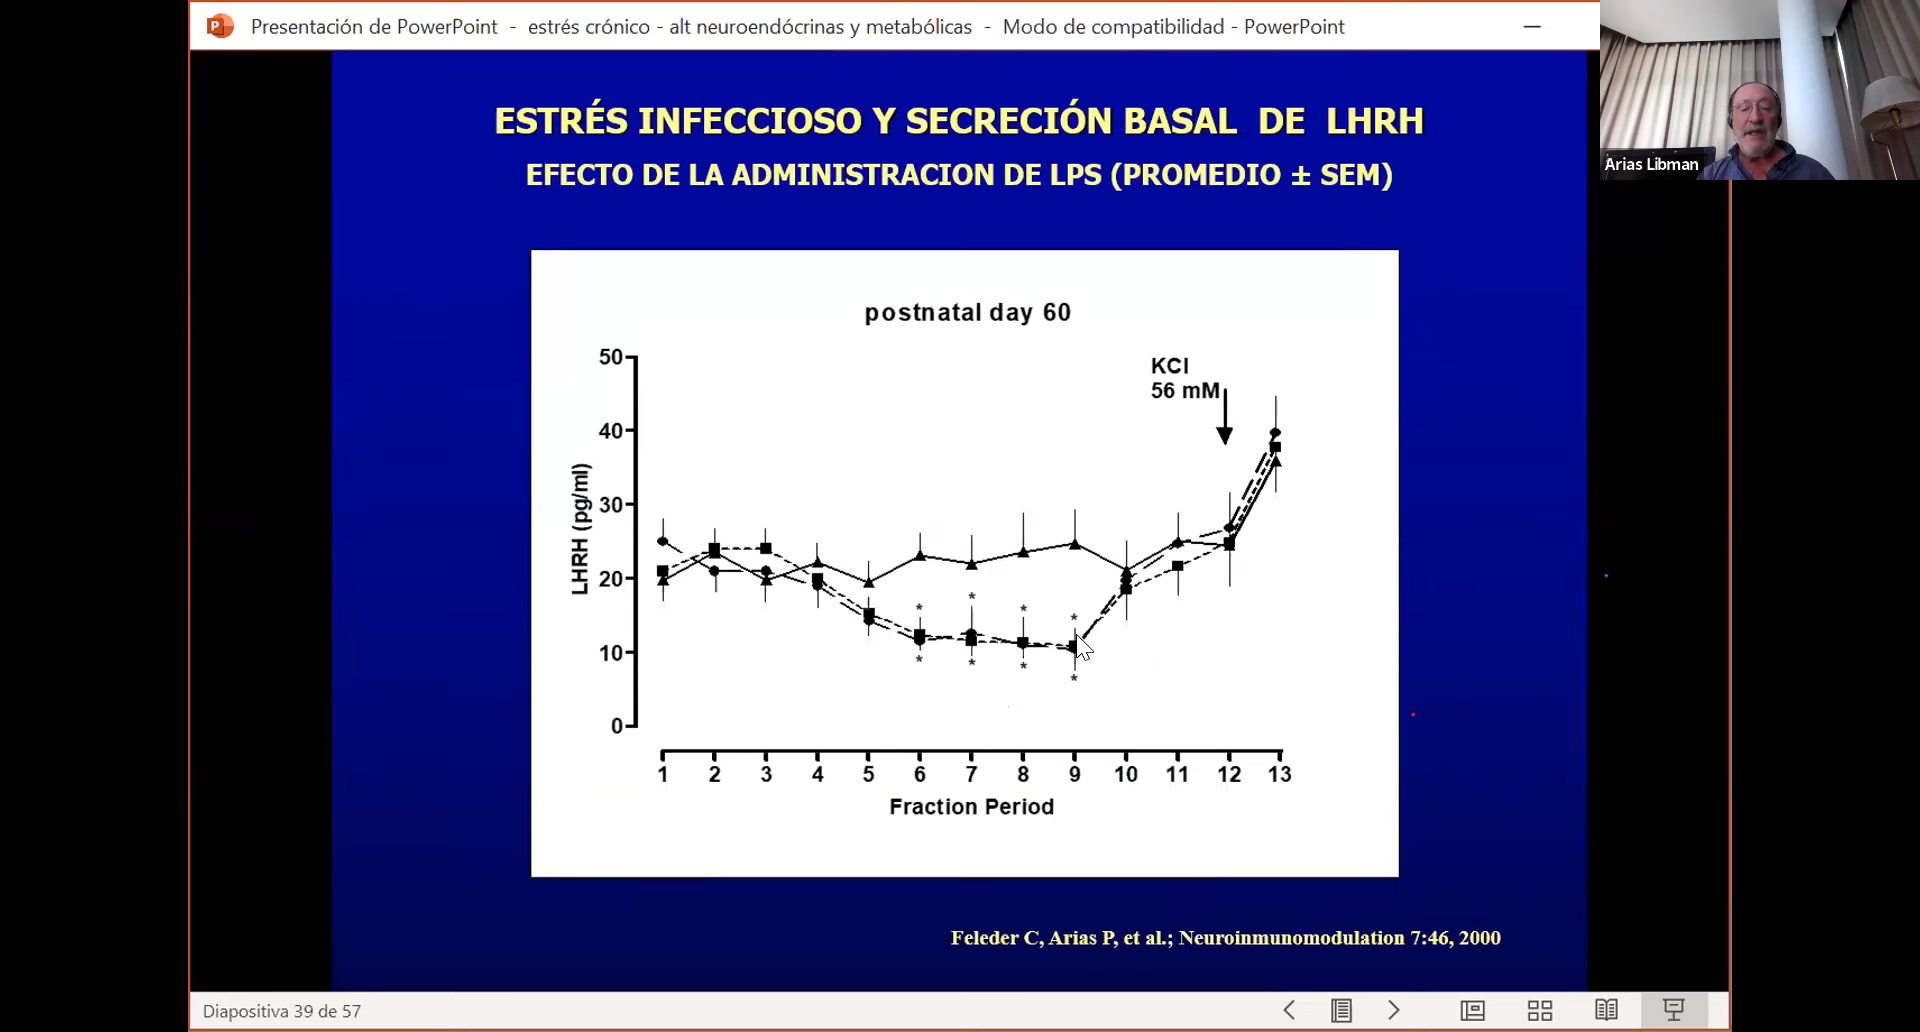 Presentación de PowerPoint - estrés crónico - alt neuroendócrinas y metabólicas - Modo de compatibilidad - PowerPoint
Arias Libman
ESTRÉS INFECCIOSO Y SECRECIÓN BASAL DE LHRH
EFECTO DE LA ADMINISTRACION DE LPS (PROMEDIO ± SEM)
postnatal day 60
KCl
56 mM
LHRH (pg/ml)
50
40
30
20
10
0
* * * *
* * * *
1 2 3 4 5 6 7 8 9 10 11 12 13
Fraction Period
Feleder C, Arias P, et al.; Neuroinmunomodulation 7:46, 2000
Diapositiva 39 de 57